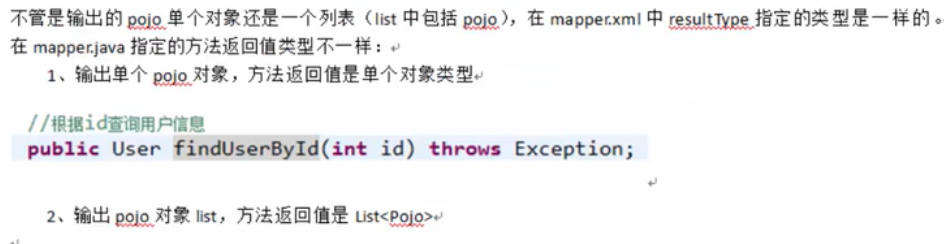 不管是输出的 pojo 单个对象还是一个列表（list 中包括 pojo），在 mapper.xml 中 resultType 指定的类型是一样的。
在 mapper.java 指定的方法返回值类型不一样：
1、输出单个 pojo 对象，方法返回值是单个对象类型
//根据id查询用户信息
public User findUserById(int id) throws Exception;
2、输出 pojo 对象 list，方法返回值是 List<Pojo>